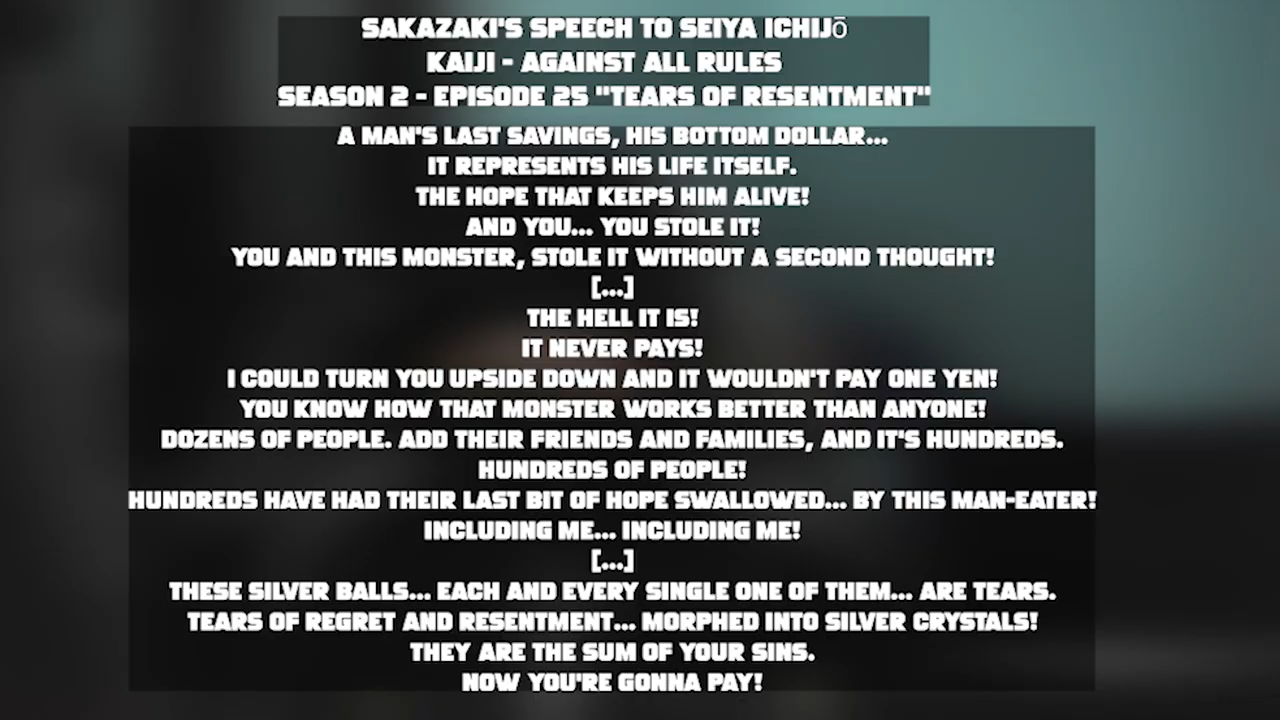 SAKAZAKI'S SPEECH TO SEIYA ICHIJō
KAIJI - AGAINST ALL RULES
SEASON 2 - EPISODE 25 "TEARS OF RESENTMENT"
A MAN'S LAST SAVINGS, HIS BOTTOM DOLLAR...
IT REPRESENTS HIS LIFE ITSELF.
THE HOPE THAT KEEPS HIM ALIVE!
AND YOU... YOU STOLE IT!
YOU AND THIS MONSTER, STOLE IT WITHOUT A SECOND THOUGHT!
[...]
THE HELL IT IS!
IT NEVER PAYS!
I COULD TURN YOU UPSIDE DOWN AND IT WOULDN'T PAY ONE YEN!
YOU KNOW HOW THAT MONSTER WORKS BETTER THAN ANYONE!
DOZENS OF PEOPLE. ADD THEIR FRIENDS AND FAMILIES, AND IT'S HUNDREDS.
HUNDREDS OF PEOPLE!
HUNDREDS HAVE HAD THEIR LAST BIT OF HOPE SWALLOWED... BY THIS MAN-EATER!
INCLUDING ME... INCLUDING ME!
[...]
THESE SILVER BALLS... EACH AND EVERY SINGLE ONE OF THEM... ARE TEARS.
TEARS OF REGRET AND RESENTMENT... MORPHED INTO SILVER CRYSTALS!
THEY ARE THE SUM OF YOUR SINS.
NOW YOU'RE GONNA PAY!